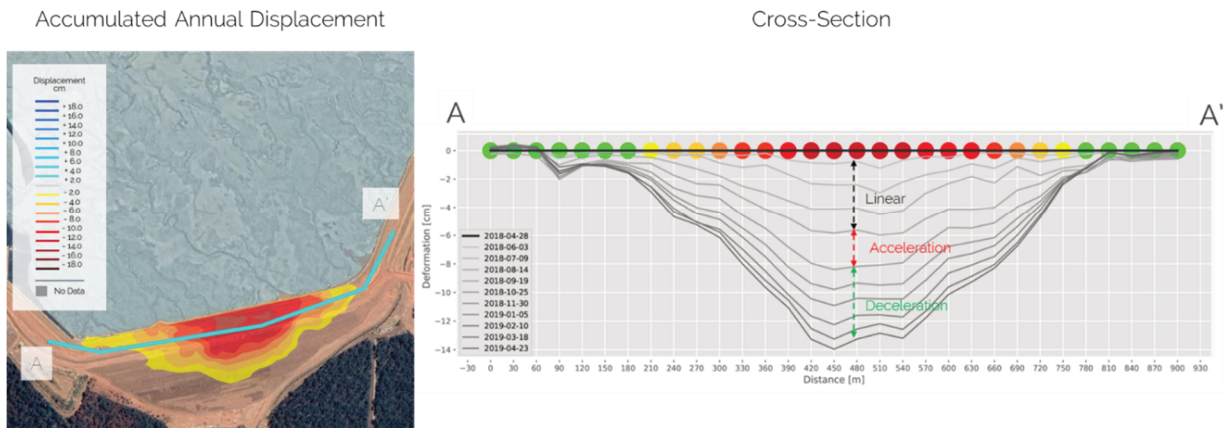 Accumulated Annual Displacement
Cross-Section
Displacement
cm
+ 18.0
+ 16.0
+ 14.0
+ 12.0
+ 10.0
+ 8.0
+ 6.0
+ 4.0
+ 2.0
- 2.0
- 4.0
- 6.0
- 8.0
- 10.0
- 12.0
- 14.0
- 16.0
- 18.0
No Data
A
A'
A
A'
Deformation [cm]
0
−2
−4
−6
−8
−10
−12
−14
Linear
Acceleration
Deceleration
2018-04-28
2018-06-03
2018-07-09
2018-08-14
2018-09-19
2018-10-25
2018-11-30
2019-01-05
2019-02-10
2019-03-18
2019-04-23
−30 0 30 60 90 120 150 180 210 240 270 300 330 360 390 420 450 480 510 540 570 600 630 660 690 720 750 780 810 840 870 900 930
Distance [m]